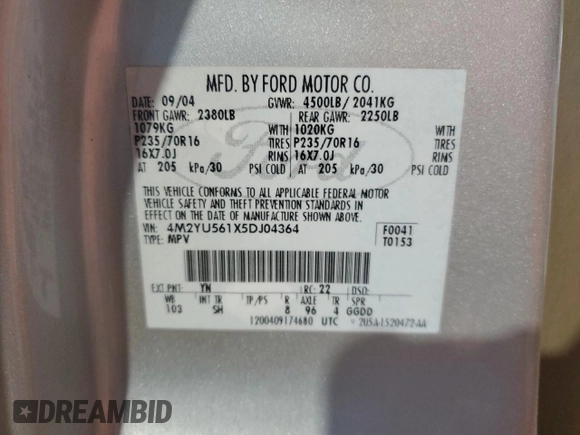 MFD. BY FORD MOTOR CO.
DATE: 09/04 GVWR: 4500LB/ 2041KG
FRONT GAWR: 2380LB REAR GAWR: 2250LB
1079KG WITH 1020KG WITH
P235/70R16 TIRES P235/70R16 TIRES
16X7.0J RIMS 16X7.0J RIMS
AT 205 kPa/30 PSI COLD AT 205 kPa/30 PSI COLD
THIS VEHICLE CONFORMS TO ALL APPLICABLE FEDERAL MOTOR
VEHICLE SAFETY AND THEFT PREVENTION STANDARDS IN
EFFECT ON THE DATE OF MANUFACTURE SHOWN ABOVE.
VIN: 4M2YU561X5DJ04364 F0041
TYPE: MPV T0153
EXT PNT: YN RC: 22 DSO:
WB INT TR TP/PS R AXLE TR SPR
103 SH 8 96 4 GGDD
1200409174680 UTC
Ford
DREAMBID